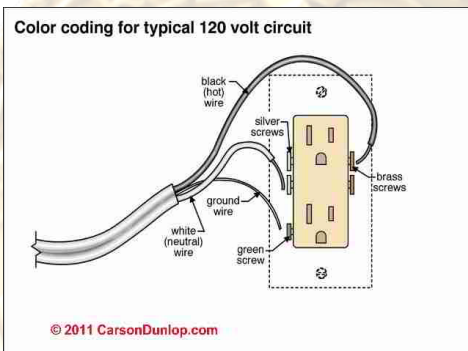 Color coding for typical 120 volt circuit
black
(hot)
wire
silver
screws
brass
screws
ground
wire
white
(neutral)
wire
green
screw
© 2011 CarsonDunlop.com